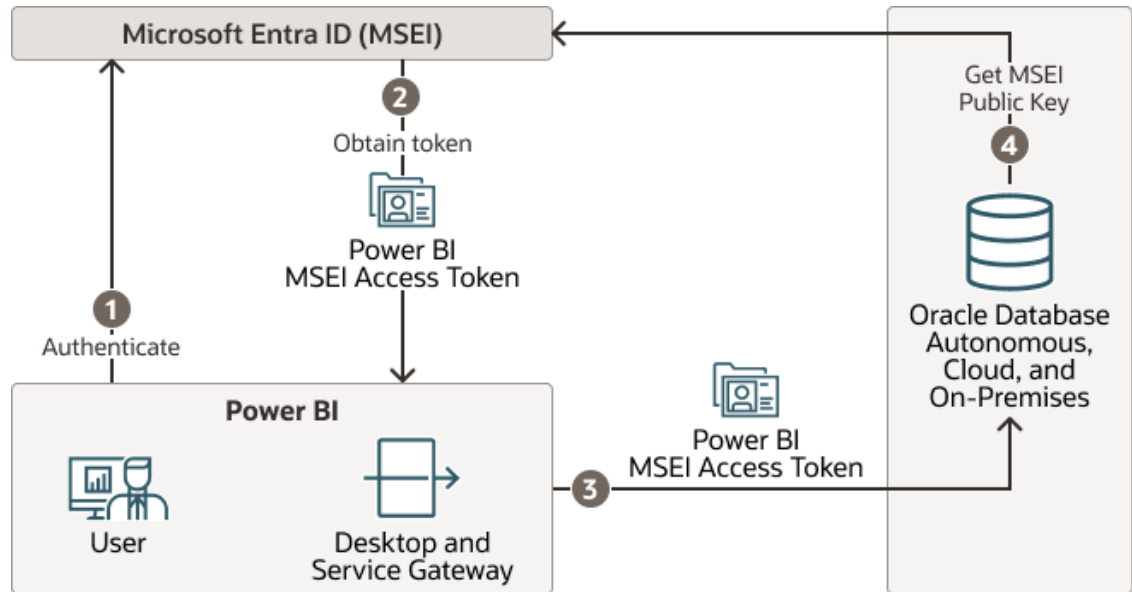 Microsoft Entra ID (MSEI)
2
Obtain token
Power BI
MSEI Access Token
1
Authenticate
Power BI
User
Desktop and
Service Gateway
3
Power BI
MSEI Access Token
Get MSEI
Public Key
4
Oracle Database
Autonomous,
Cloud, and
On-Premises